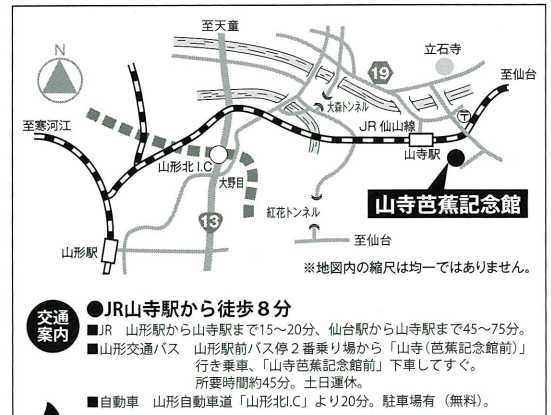 至天童
立石寺
N
19
至仙台
大森トンネル
〒
至寒河江
JR 仙山線
山寺駅
山形北 I.C
大野目
山寺芭蕉記念館
紅花トンネル
13
至仙台
山形駅
※地図内の縮尺は均一ではありません。
交通案内
●JR山寺駅から徒歩8分
■JR 山形駅から山寺駅まで15〜20分、仙台駅から山寺駅まで45〜75分。
■山形交通バス 山形駅前バス停2番乗り場から「山寺(芭蕉記念館前)」
行き乗車、「山寺芭蕉記念館前」下車してすぐ。
所要時間約45分。土日運休。
■自動車 山形自動車道「山形北I.C」より20分。駐車場有（無料）。